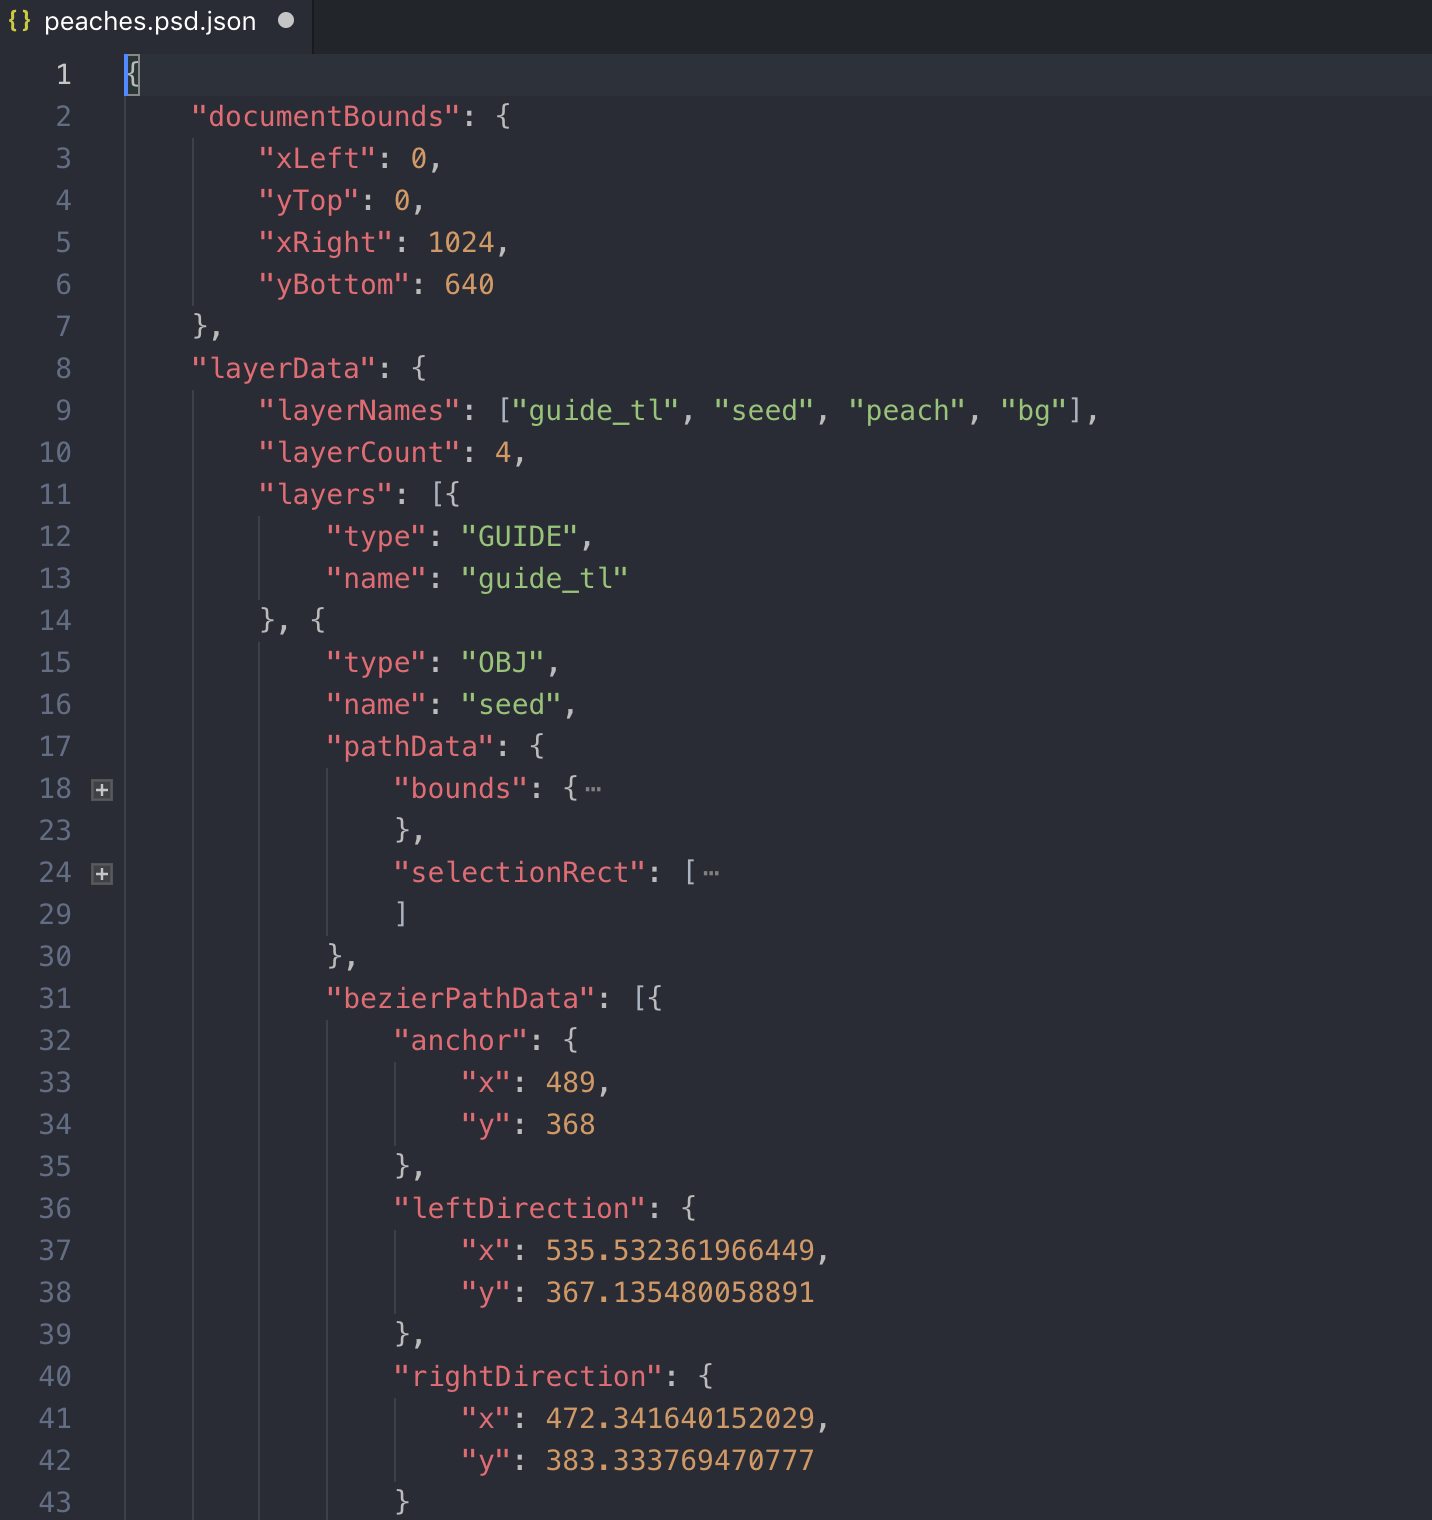 {} peaches.psd.json
1 {
2 "documentBounds": {
3 "xLeft": 0,
4 "yTop": 0,
5 "xRight": 1024,
6 "yBottom": 640
7 },
8 "layerData": {
9 "layerNames": ["guide_tl", "seed", "peach", "bg"],
10 "layerCount": 4,
11 "layers": [{
12 "type": "GUIDE",
13 "name": "guide_tl"
14 }, {
15 "type": "OBJ",
16 "name": "seed",
17 "pathData": {
18 + "bounds": {⋯
23 },
24 + "selectionRect": [⋯
29 ]
30 },
31 "bezierPathData": [{
32 "anchor": {
33 "x": 489,
34 "y": 368
35 },
36 "leftDirection": {
37 "x": 535.532361966449,
38 "y": 367.135480058891
39 },
40 "rightDirection": {
41 "x": 472.341640152029,
42 "y": 383.333769470777
43 }